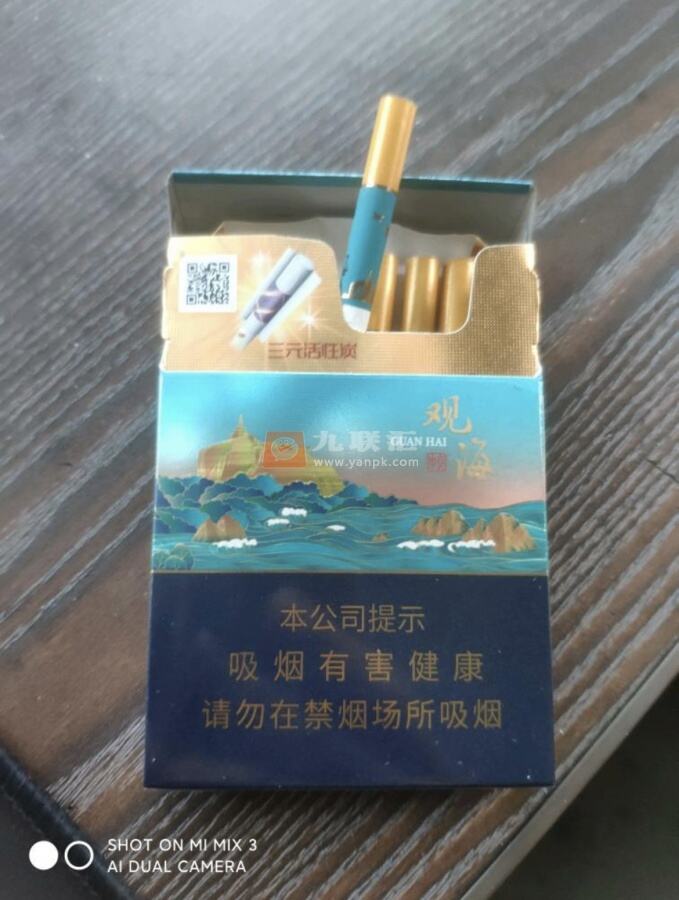 三元活性炭
九联汇
www.yanpk.com
观海
GUAN HAI
本公司提示
吸烟有害健康
请勿在禁烟场所吸烟
SHOT ON MI MIX 3
AI DUAL CAMERA